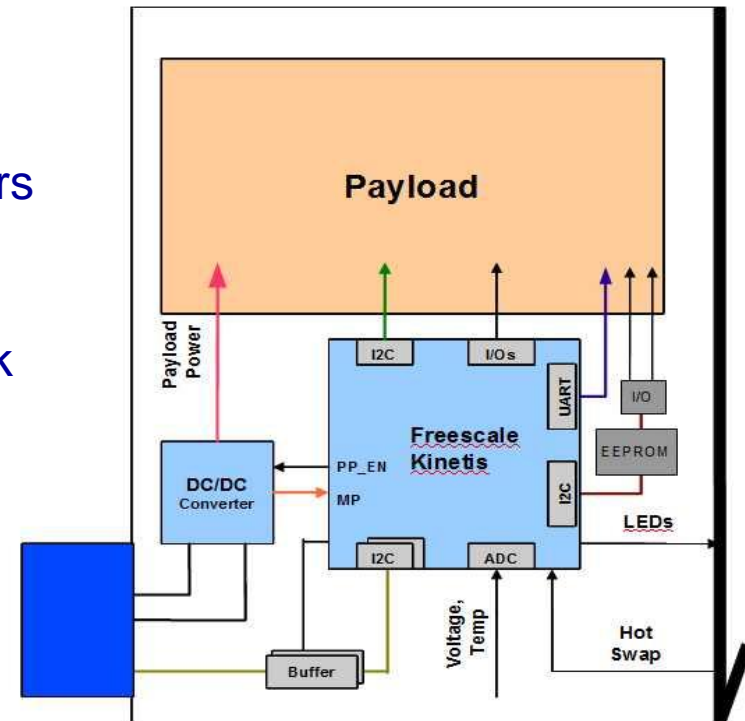 rs
k
Payload
Payload
Power
I2C
I/Os
UART
I/O
Freescale
Kinetis
EEPROM
DC/DC
Converter
PP_EN
MP
I2C
LEDs
I2C
ADC
Voltage,
Temp
Hot
Swap
Buffer